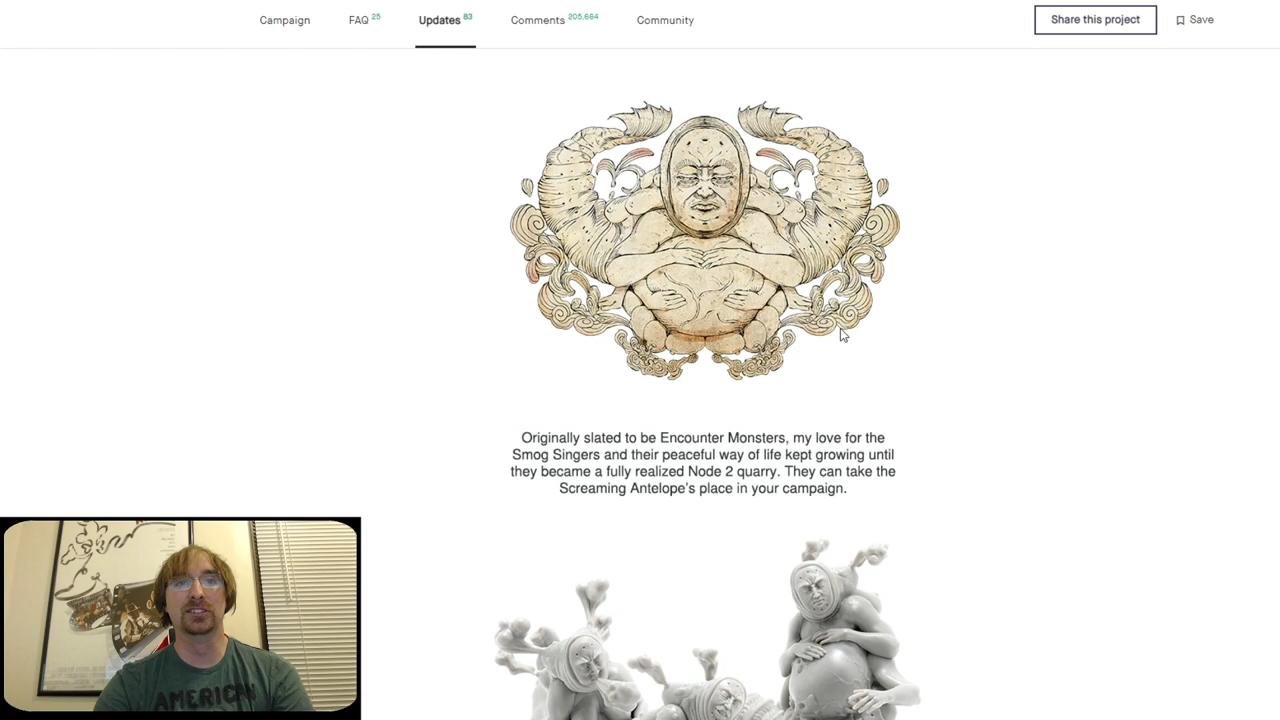 Campaign FAQ 25 Updates 83 Comments 205,664 Community Share this project Save
Originally slated to be Encounter Monsters, my love for the
Smog Singers and their peaceful way of life kept growing until
they became a fully realized Node 2 quarry. They can take the
Screaming Antelope's place in your campaign.
AMERICAN